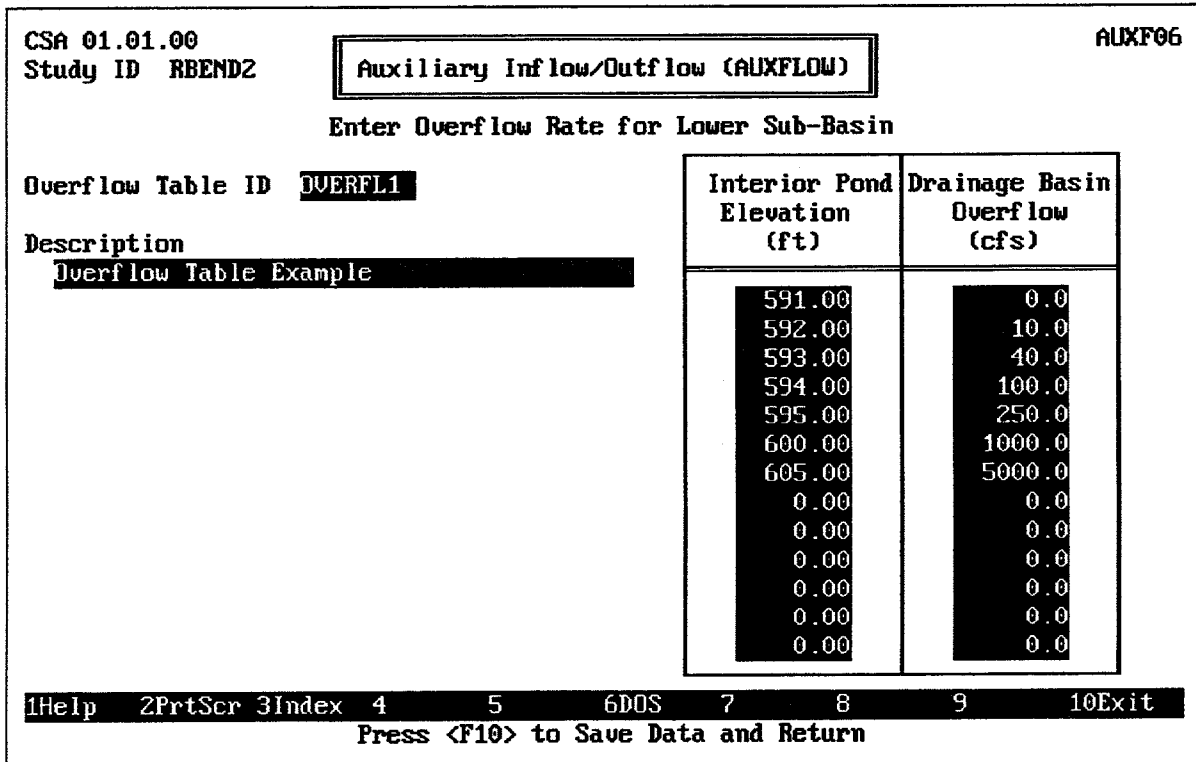 CSA 01.01.00
AUXF06
Study ID RBEND2
Auxiliary Inflow/Outflow (AUXFLOW)
Enter Overflow Rate for Lower Sub-Basin
Overflow Table ID OVERFL1
Description
Overflow Table Example
Interior Pond Drainage Basin
Elevation Overflow
(ft) (cfs)
591.00 0.0
592.00 10.0
593.00 40.0
594.00 100.0
595.00 250.0
600.00 1000.0
605.00 5000.0
0.00 0.0
0.00 0.0
0.00 0.0
0.00 0.0
0.00 0.0
0.00 0.0
1Help 2PrtScr 3Index 4 5 6DOS 7 8 9 10Exit
Press <F10> to Save Data and Return